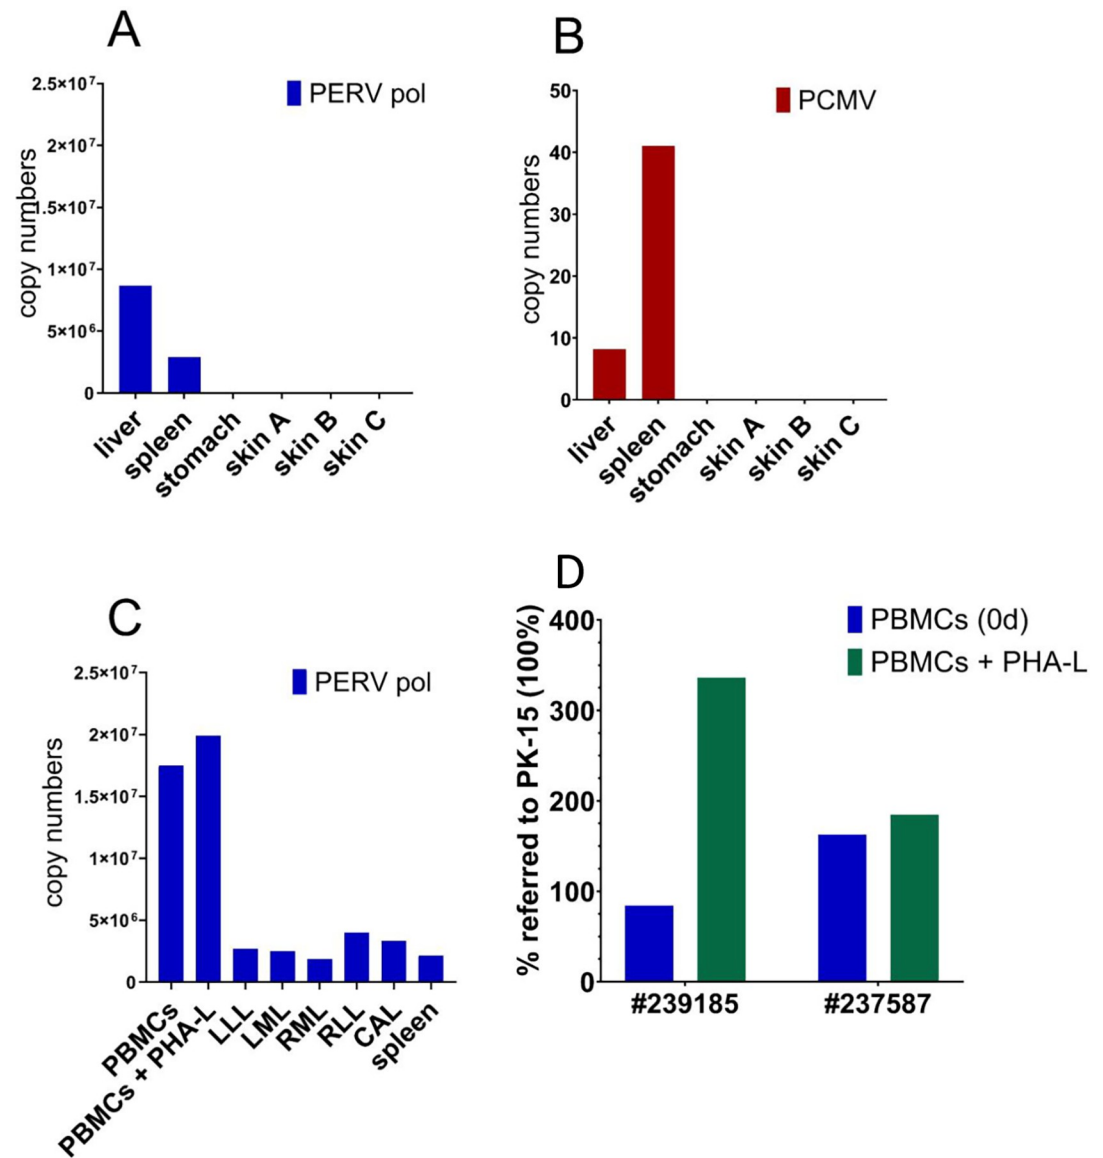 A
PERV pol
copy numbers
2.5×10⁷
2×10⁷
1.5×10⁷
1×10⁷
5×10⁶
0
liver
spleen
stomach
skin A
skin B
skin C
B
PCMV
copy numbers
50
40
30
20
10
0
liver
spleen
stomach
skin A
skin B
skin C
C
PERV pol
copy numbers
2.5×10⁷
2×10⁷
1.5×10⁷
1×10⁷
5×10⁶
0
PBMCs
PBMCs + PHA-L
LLL
LML
RML
RLL
CAL
spleen
D
PBMCs (0d)
PBMCs + PHA-L
% referred to PK-15 (100%)
400
300
200
100
0
#239185
#237587